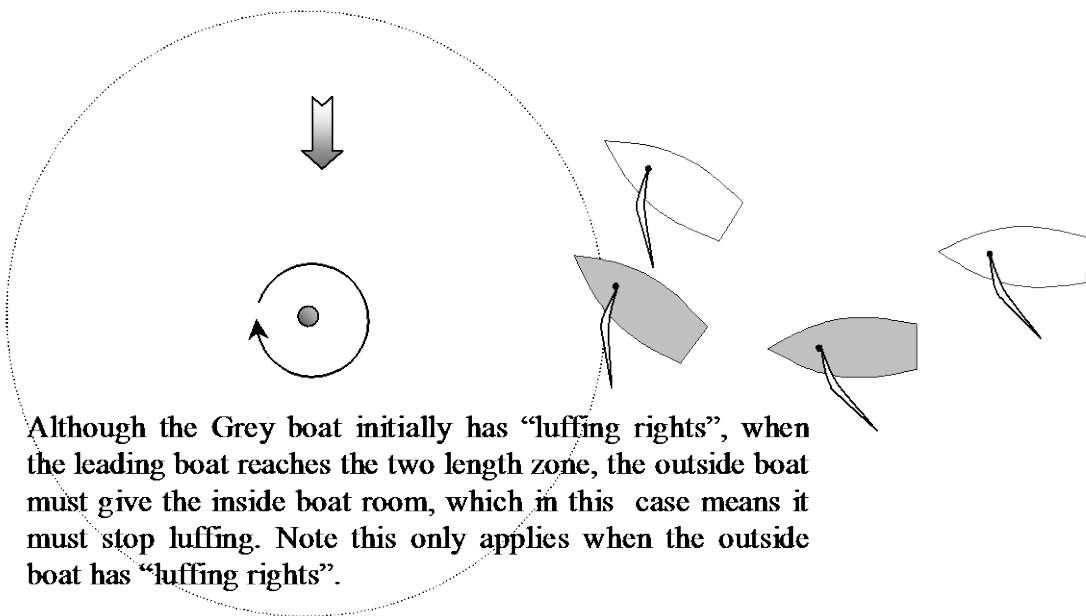 Although the Grey boat initially has “luffing rights”, when
the leading boat reaches the two length zone, the outside boat
must give the inside boat room, which in this case means it
must stop luffing. Note this only applies when the outside
boat has “luffing rights”.